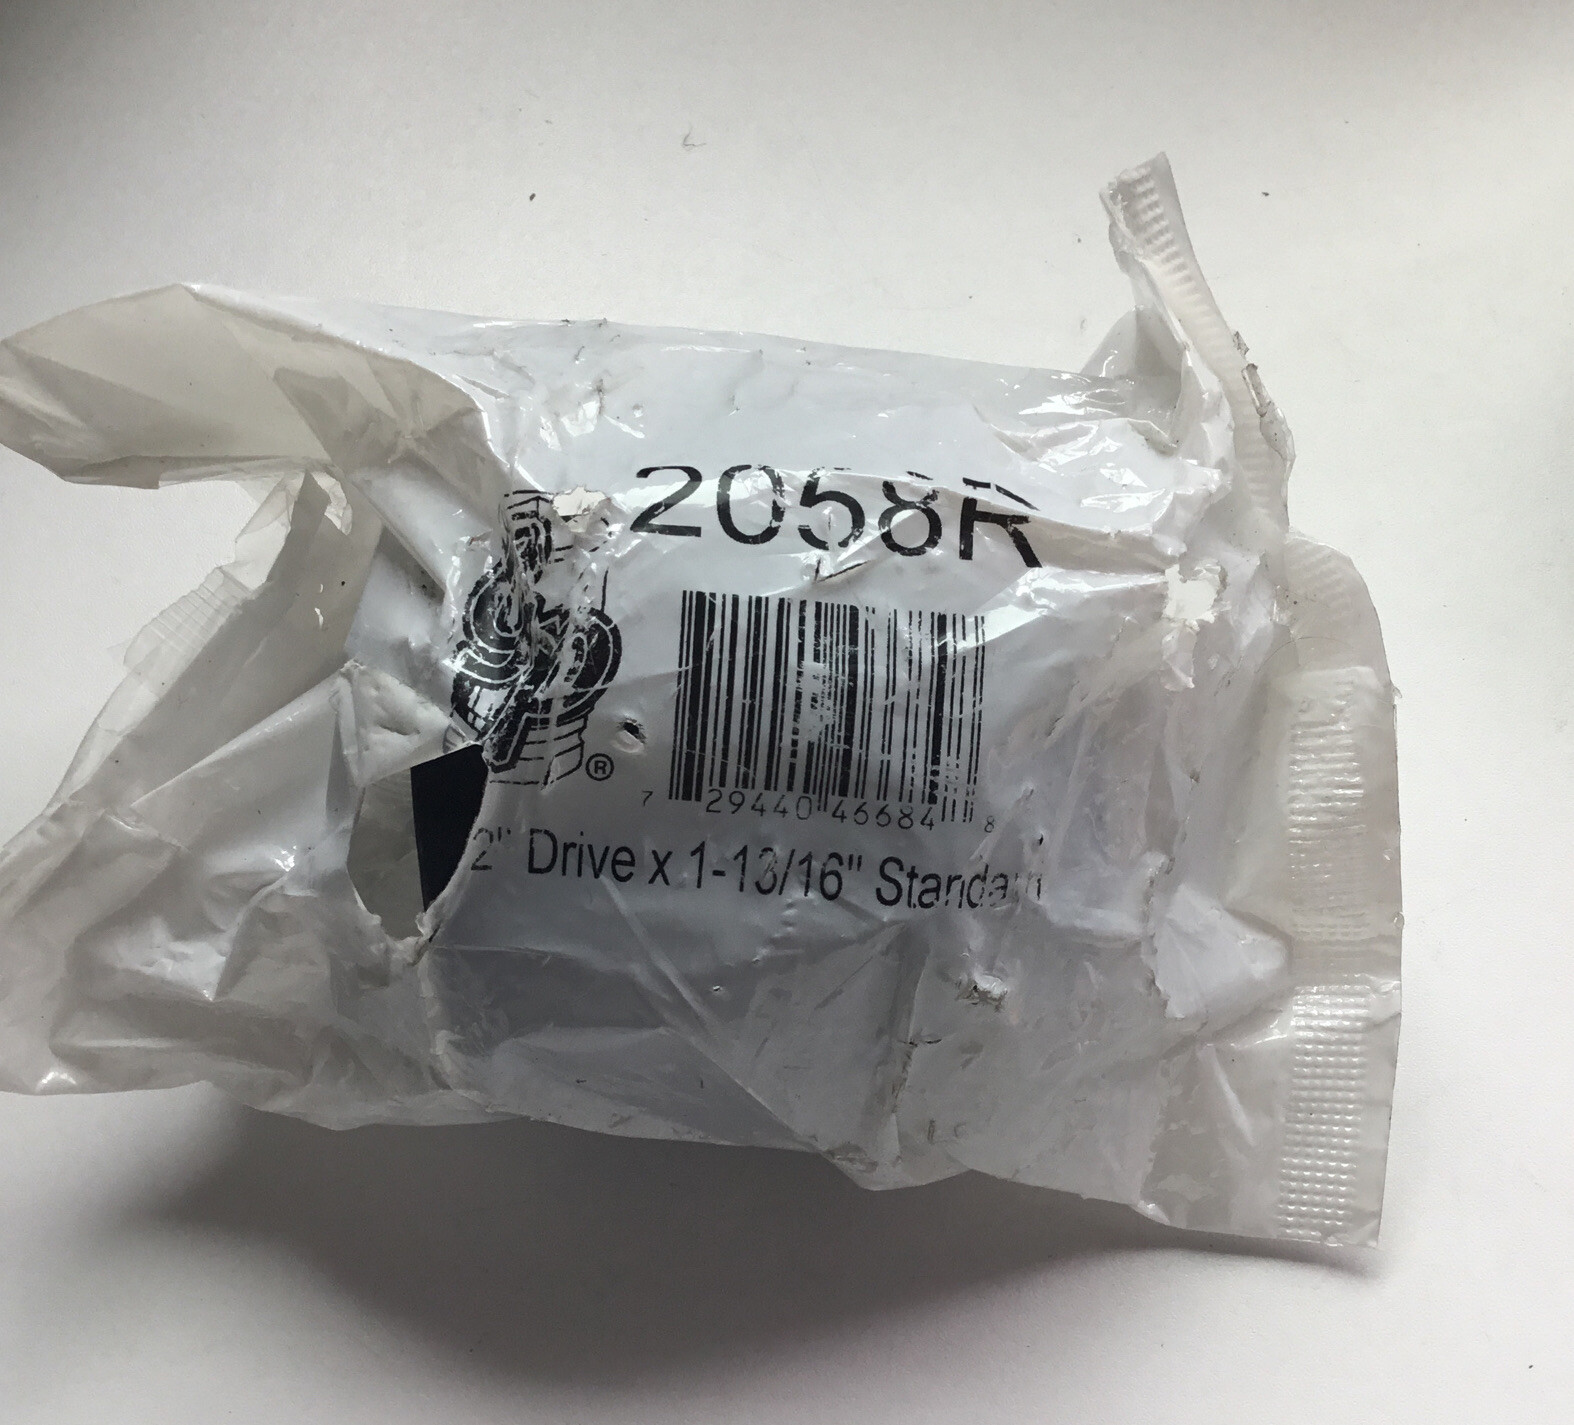 2058R
®
7 29440 46684 8
2" Drive x 1-13/16" Standard